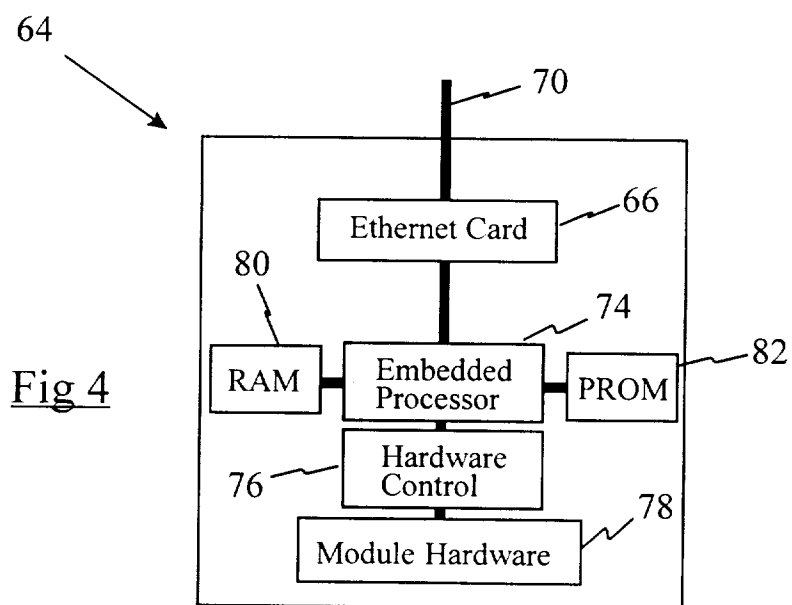 64
70
Ethernet Card
66
80
74
82
RAM
Embedded
Processor
PROM
Fig 4
76
Hardware
Control
78
Module Hardware